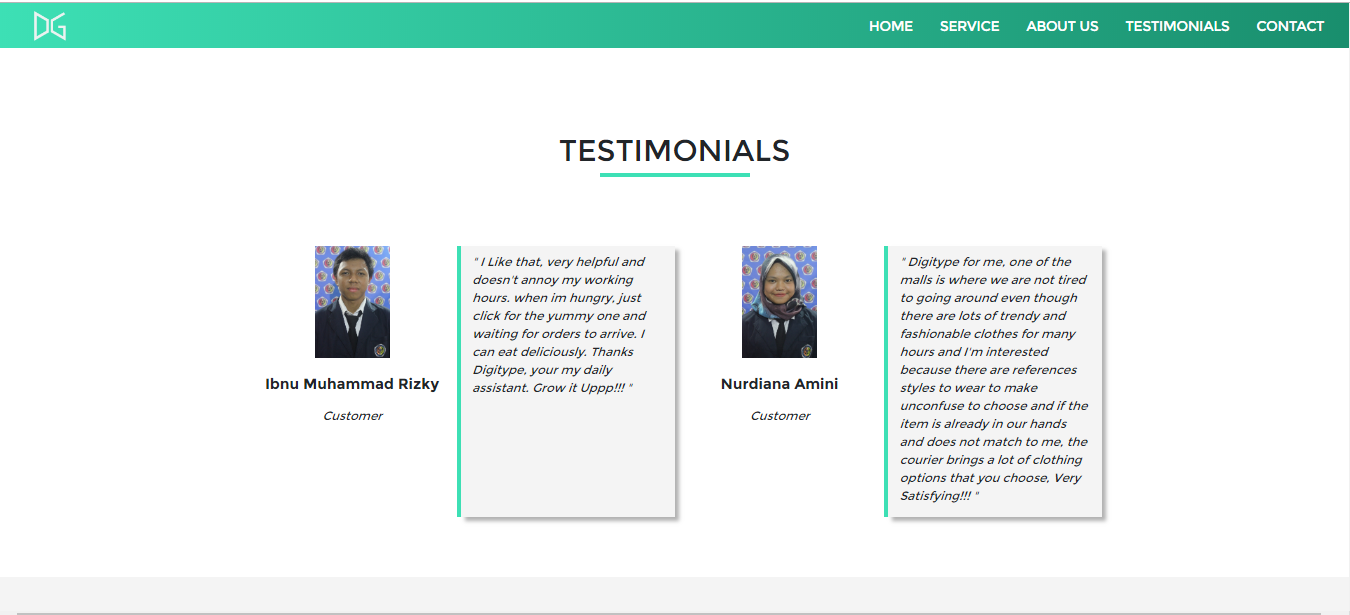 DG
HOME SERVICE ABOUT US TESTIMONIALS CONTACT
TESTIMONIALS
Ibnu Muhammad Rizky
Customer
" I Like that, very helpful and
doesn't annoy my working
hours. when im hungry, just
click for the yummy one and
waiting for orders to arrive. I
can eat deliciously. Thanks
Digitype, your my daily
assistant. Grow it Uppp!!! "
Nurdiana Amini
Customer
" Digitype for me, one of the
malls is where we are not tired
to going around even though
there are lots of trendy and
fashionable clothes for many
hours and I'm interested
because there are references
styles to wear to make
unconfuse to choose and if the
item is already in our hands
and does not match to me, the
courier brings a lot of clothing
options that you choose, Very
Satisfying!!! "